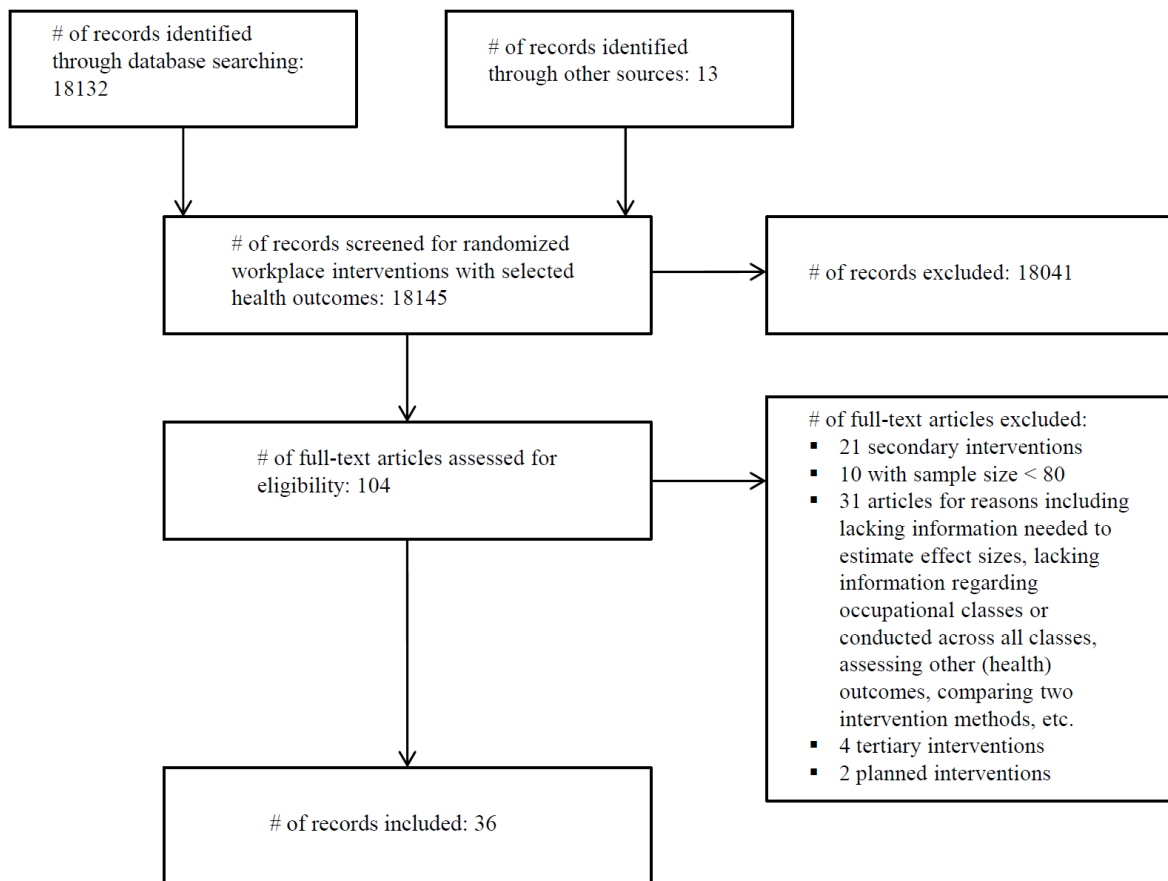 # of records identified
through database searching:
18132
# of records identified
through other sources: 13
# of records screened for randomized
workplace interventions with selected
health outcomes: 18145
# of records excluded: 18041
# of full-text articles assessed for
eligibility: 104
# of full-text articles excluded:
▪ 21 secondary interventions
▪ 10 with sample size < 80
▪ 31 articles for reasons including
lacking information needed to
estimate effect sizes, lacking
information regarding
occupational classes or
conducted across all classes,
assessing other (health)
outcomes, comparing two
intervention methods, etc.
▪ 4 tertiary interventions
▪ 2 planned interventions
# of records included: 36